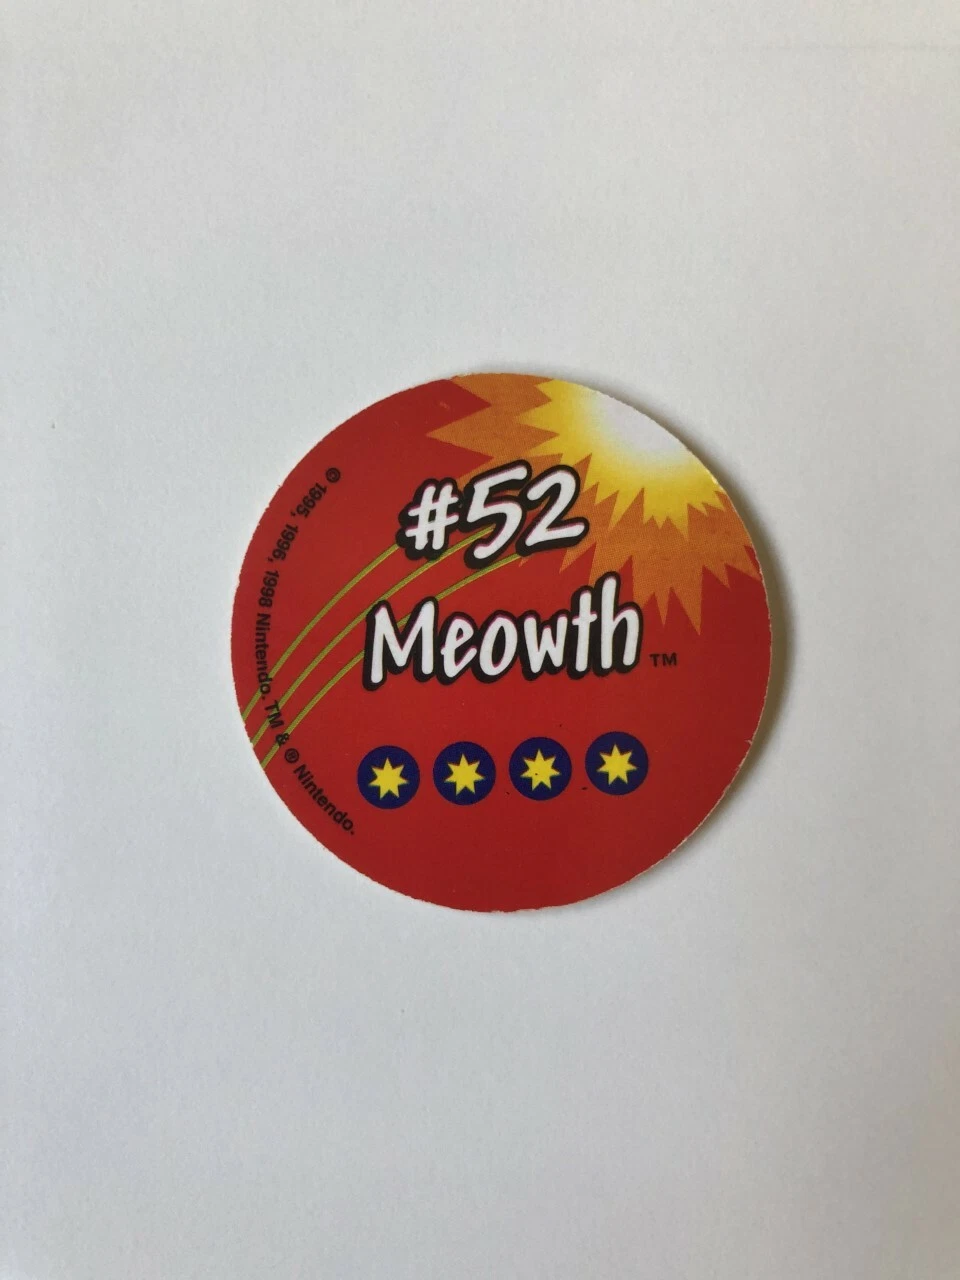 #52
Meowth™
© 1995, 1996, 1998 Nintendo. TM & ® Nintendo.